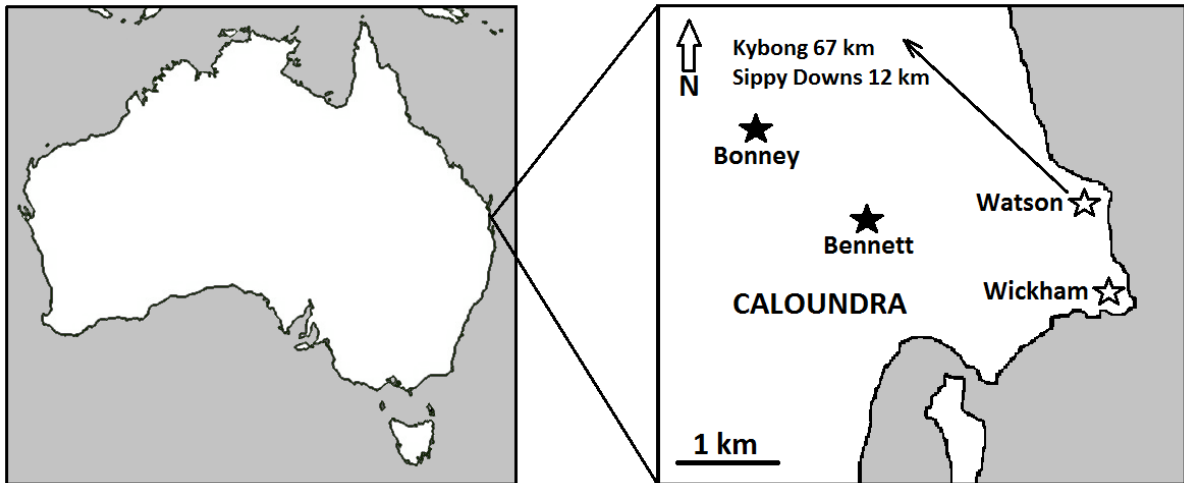 N
Kybong 67 km
Sippy Downs 12 km
Bonney
Watson
Bennett
Wickham
CALOUNDRA
1 km